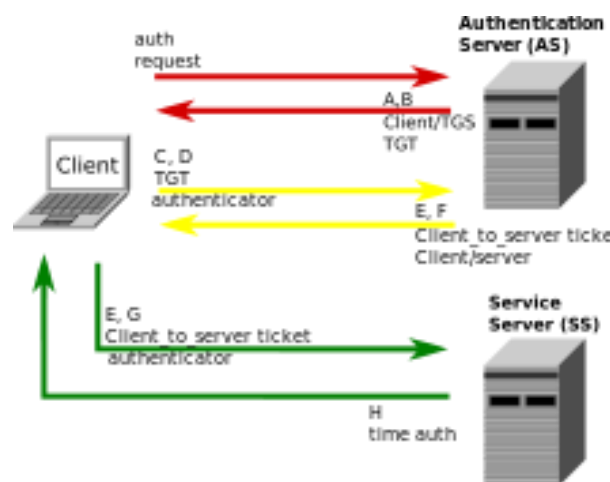 Authentication
Server (AS)
auth
request
A,B
Client/TGS
TGT
Client
C, D
TGT
authenticator
E, F
Client_to_server ticke
Client/server
E, G
Client_to_server ticket
authenticator
Service
Server (SS)
H
time auth